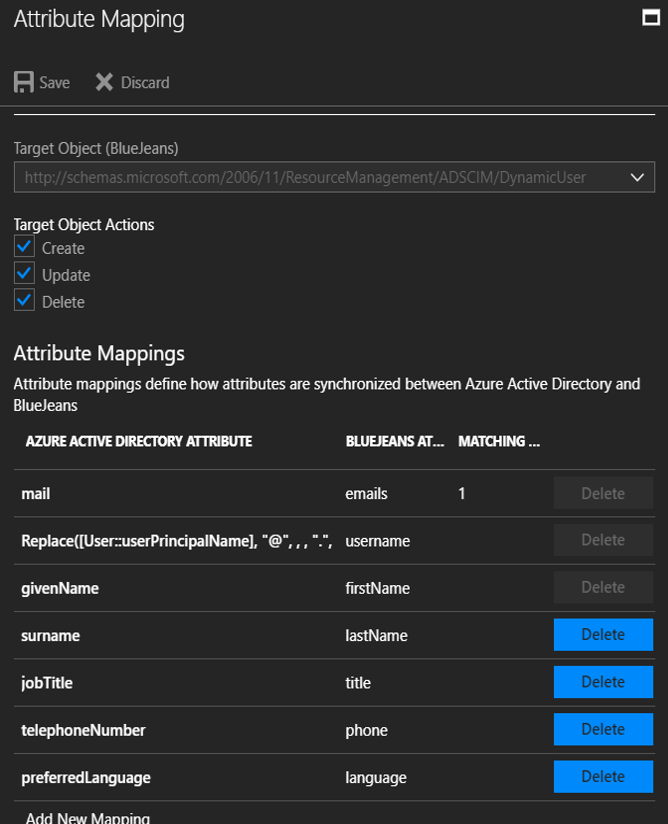 Attribute Mapping
Save Discard
Target Object (BlueJeans)
http://schemas.microsoft.com/2006/11/ResourceManagement/ADSCIM/DynamicUser
Target Object Actions
Create
Update
Delete
Attribute Mappings
Attribute mappings define how attributes are synchronized between Azure Active Directory and
BlueJeans
AZURE ACTIVE DIRECTORY ATTRIBUTE BLUEJEANS AT... MATCHING ...
mail emails 1 Delete
Replace([User::userPrincipalName], "@", , , ".", username Delete
givenName firstName Delete
surname lastName Delete
jobTitle title Delete
telephoneNumber phone Delete
preferredLanguage language Delete
Add New Mapping